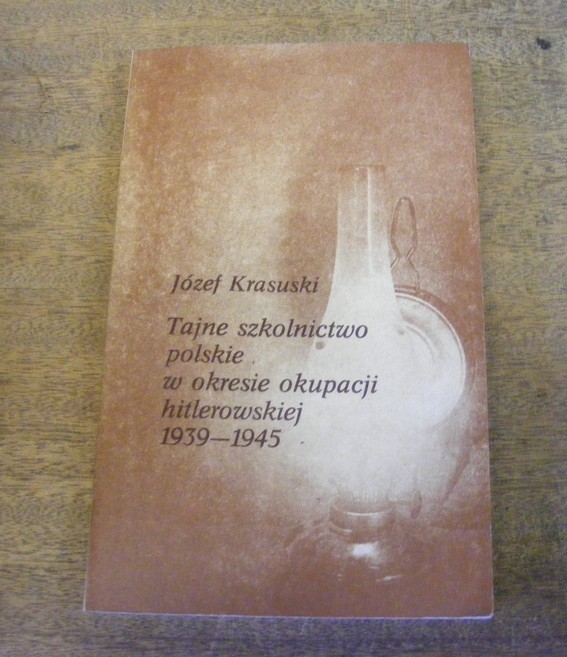 Józef Krasuski
Tajne szkolnictwo
polskie
w okresie okupacji
hitlerowskiej
1939—1945